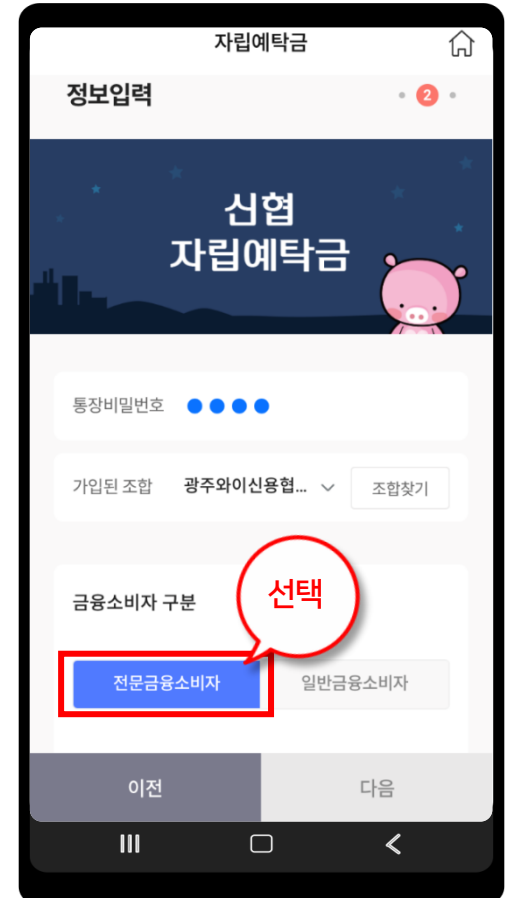 자립예탁금
정보입력
2
신협
자립예탁금
통장비밀번호
가입된 조합 광주와이신용협... 조합찾기
선택
금융소비자 구분
전문금융소비자 일반금융소비자
이전 다음